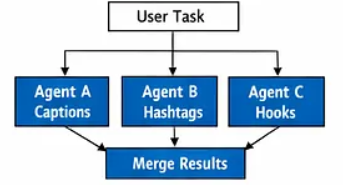 User Task
Agent A
Captions
Agent B
Hashtags
Agent C
Hooks
Merge Results